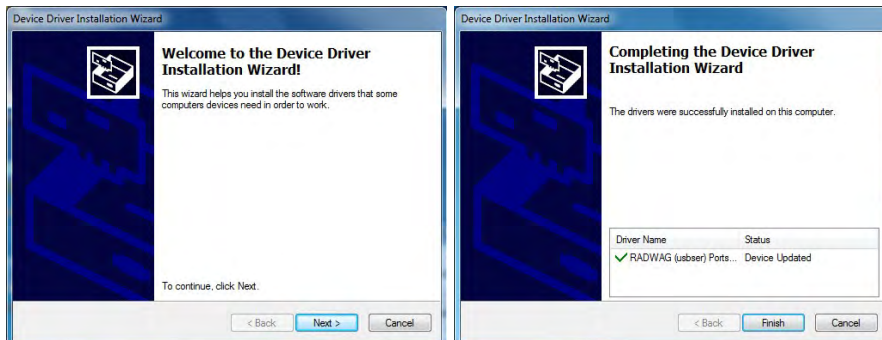 Device Driver Installation Wizard
Welcome to the Device Driver
Installation Wizard!
This wizard helps you install the software drivers that some
computers devices need in order to work.
To continue, click Next.
< Back
Next >
Cancel
Device Driver Installation Wizard
Completing the Device Driver
Installation Wizard
The drivers were successfully installed on this computer.
Driver Name Status
RADWAG (usbser) Ports... Device Updated
< Back
Finish
Cancel